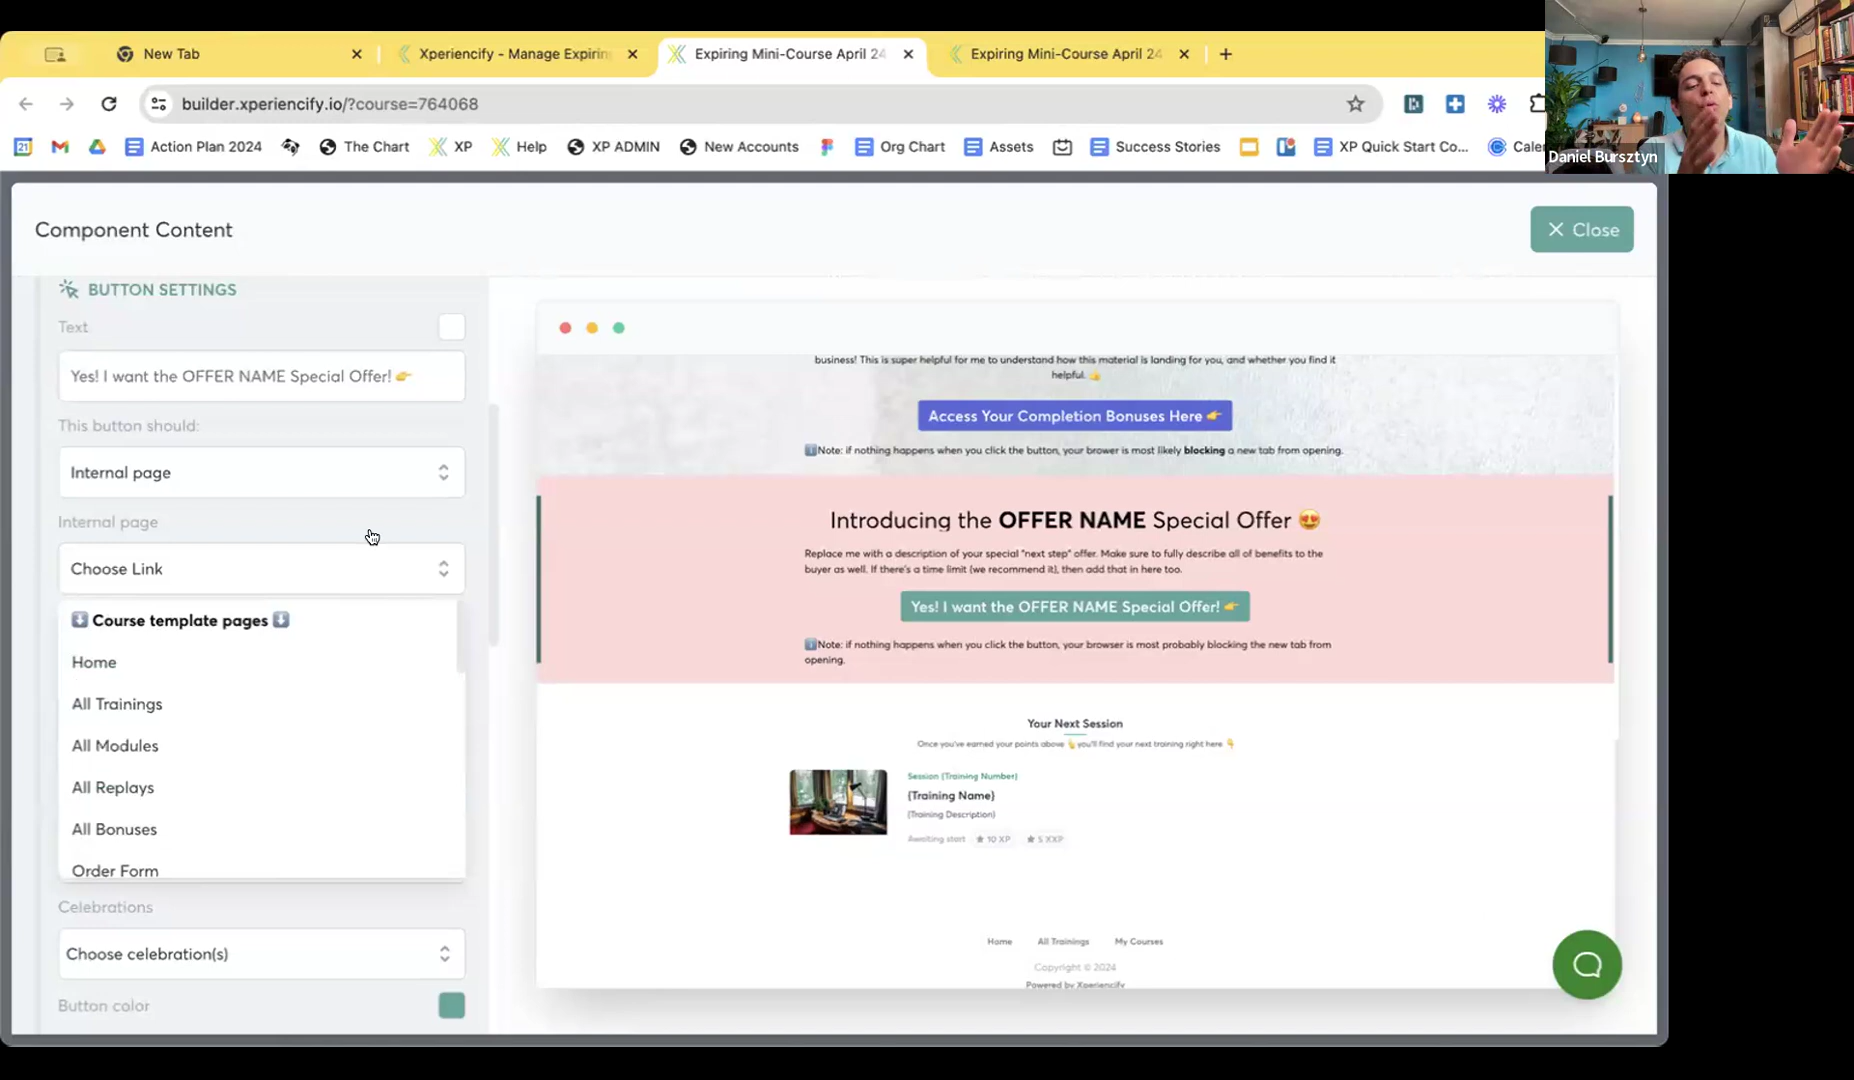 New Tab
Xperiencify - Manage Expirin
Expiring Mini-Course April 24
Expiring Mini-Course April 24
builder.xperiencify.io/?course=764068
21
Action Plan 2024
The Chart
XP
Help
XP ADMIN
New Accounts
Org Chart
Assets
Success Stories
XP Quick Start Co...
Caler
Daniel Bursztyn
Component Content
Close
BUTTON SETTINGS
Text
Yes! I want the OFFER NAME Special Offer! 👉
This button should:
Internal page
Internal page
Choose Link
⬇️ Course template pages ⬇️
Home
All Trainings
All Modules
All Replays
All Bonuses
Order Form
Celebrations
Choose celebration(s)
Button color
business! This is super helpful for me to understand how this material is landing for you, and whether you find it
helpful. 👍
Access Your Completion Bonuses Here 👉
ℹ️Note: if nothing happens when you click the button, your brower is most likely blocking a new tab from opening.
Introducing the OFFER NAME Special Offer 😍
Replace me with a description of your special "next step" offer. Make sure to fully describe all of benefits to the
buyer as well. If there's a time limit (we recommend it), then add that in here too.
Yes! I want the OFFER NAME Special Offer! 👉
ℹ️Note: if nothing happens when you click the button, your browser is most probably blocking the new tab from
opening.
Your Next Session
Once you've earned your points above 👆 you'll find your next training right here 👇
Session {Training Number}
{Training Name}
{Training Description}
Awaiting start ★ 10 XP ★ 5 XXP
Home All Trainings My Courses
Copyright © 2024
Powered by Xperiencify